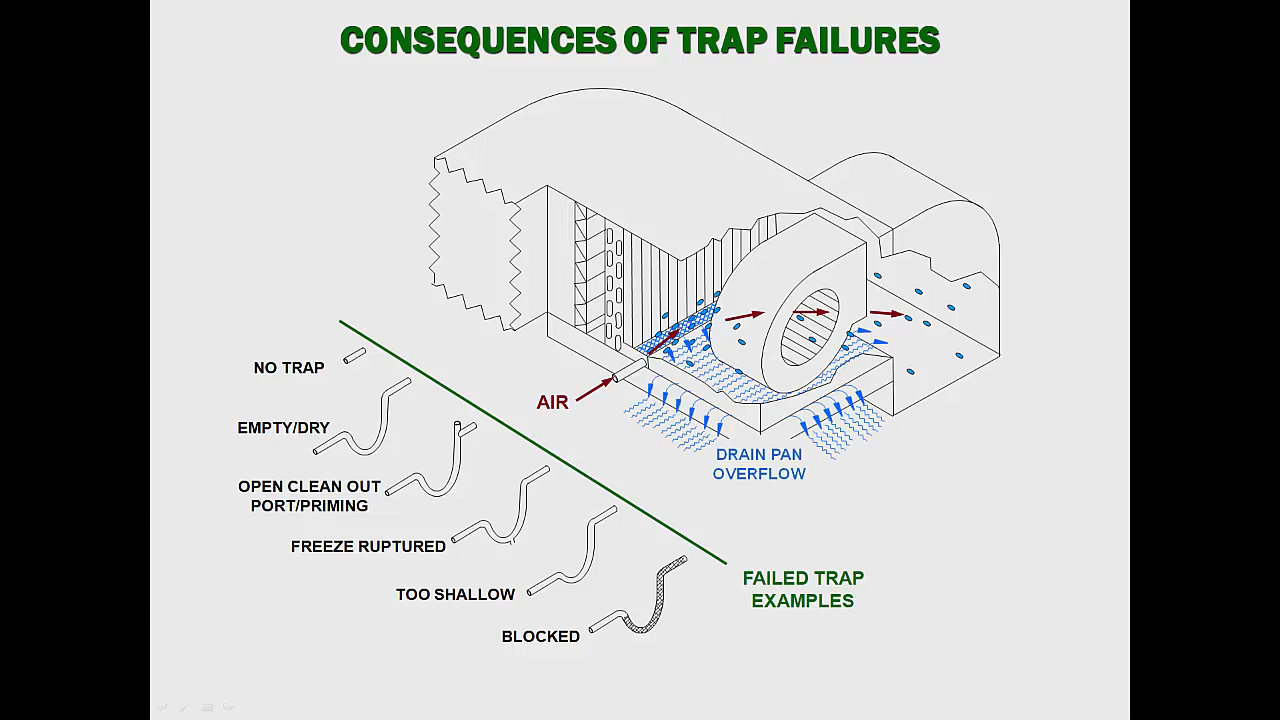 CONSEQUENCES OF TRAP FAILURES
NO TRAP
AIR
EMPTY/DRY
DRAIN PAN
OVERFLOW
OPEN CLEAN OUT
PORT/PRIMING
FREEZE RUPTURED
FAILED TRAP
EXAMPLES
TOO SHALLOW
BLOCKED